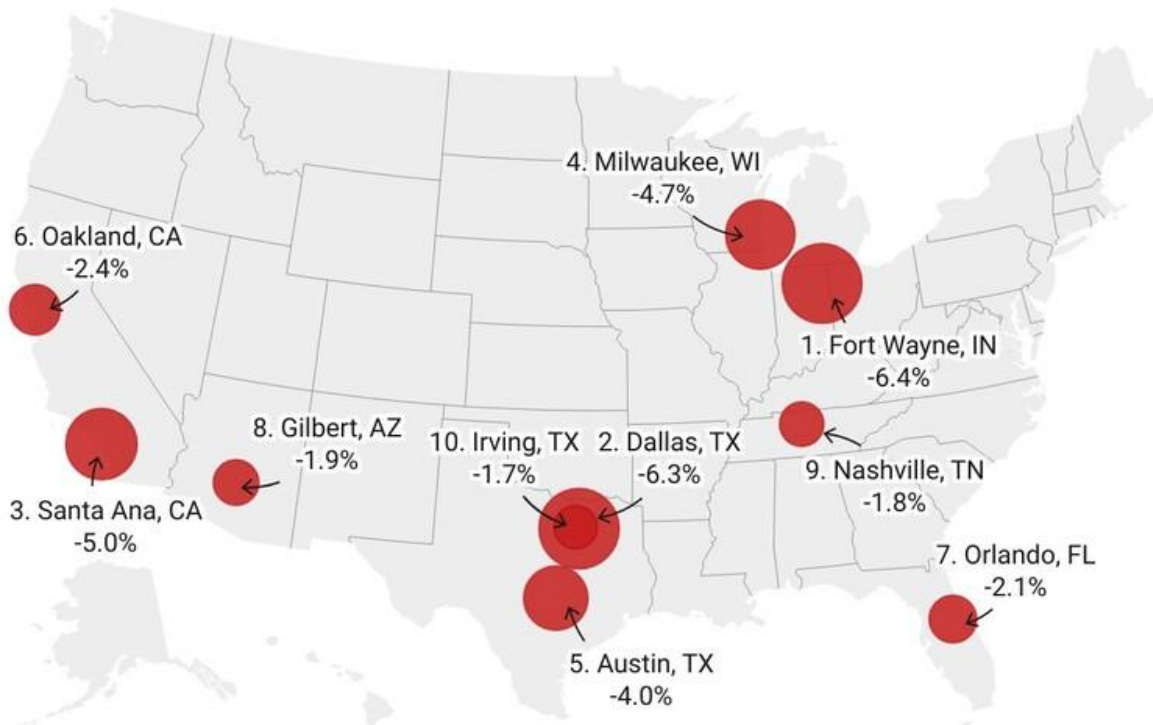 4. Milwaukee, WI
-4.7%
6. Oakland, CA
-2.4%
1. Fort Wayne, IN
-6.4%
8. Gilbert, AZ
-1.9%
10. Irving, TX
-1.7%
2. Dallas, TX
-6.3%
9. Nashville, TN
-1.8%
3. Santa Ana, CA
-5.0%
7. Orlando, FL
-2.1%
5. Austin, TX
-4.0%